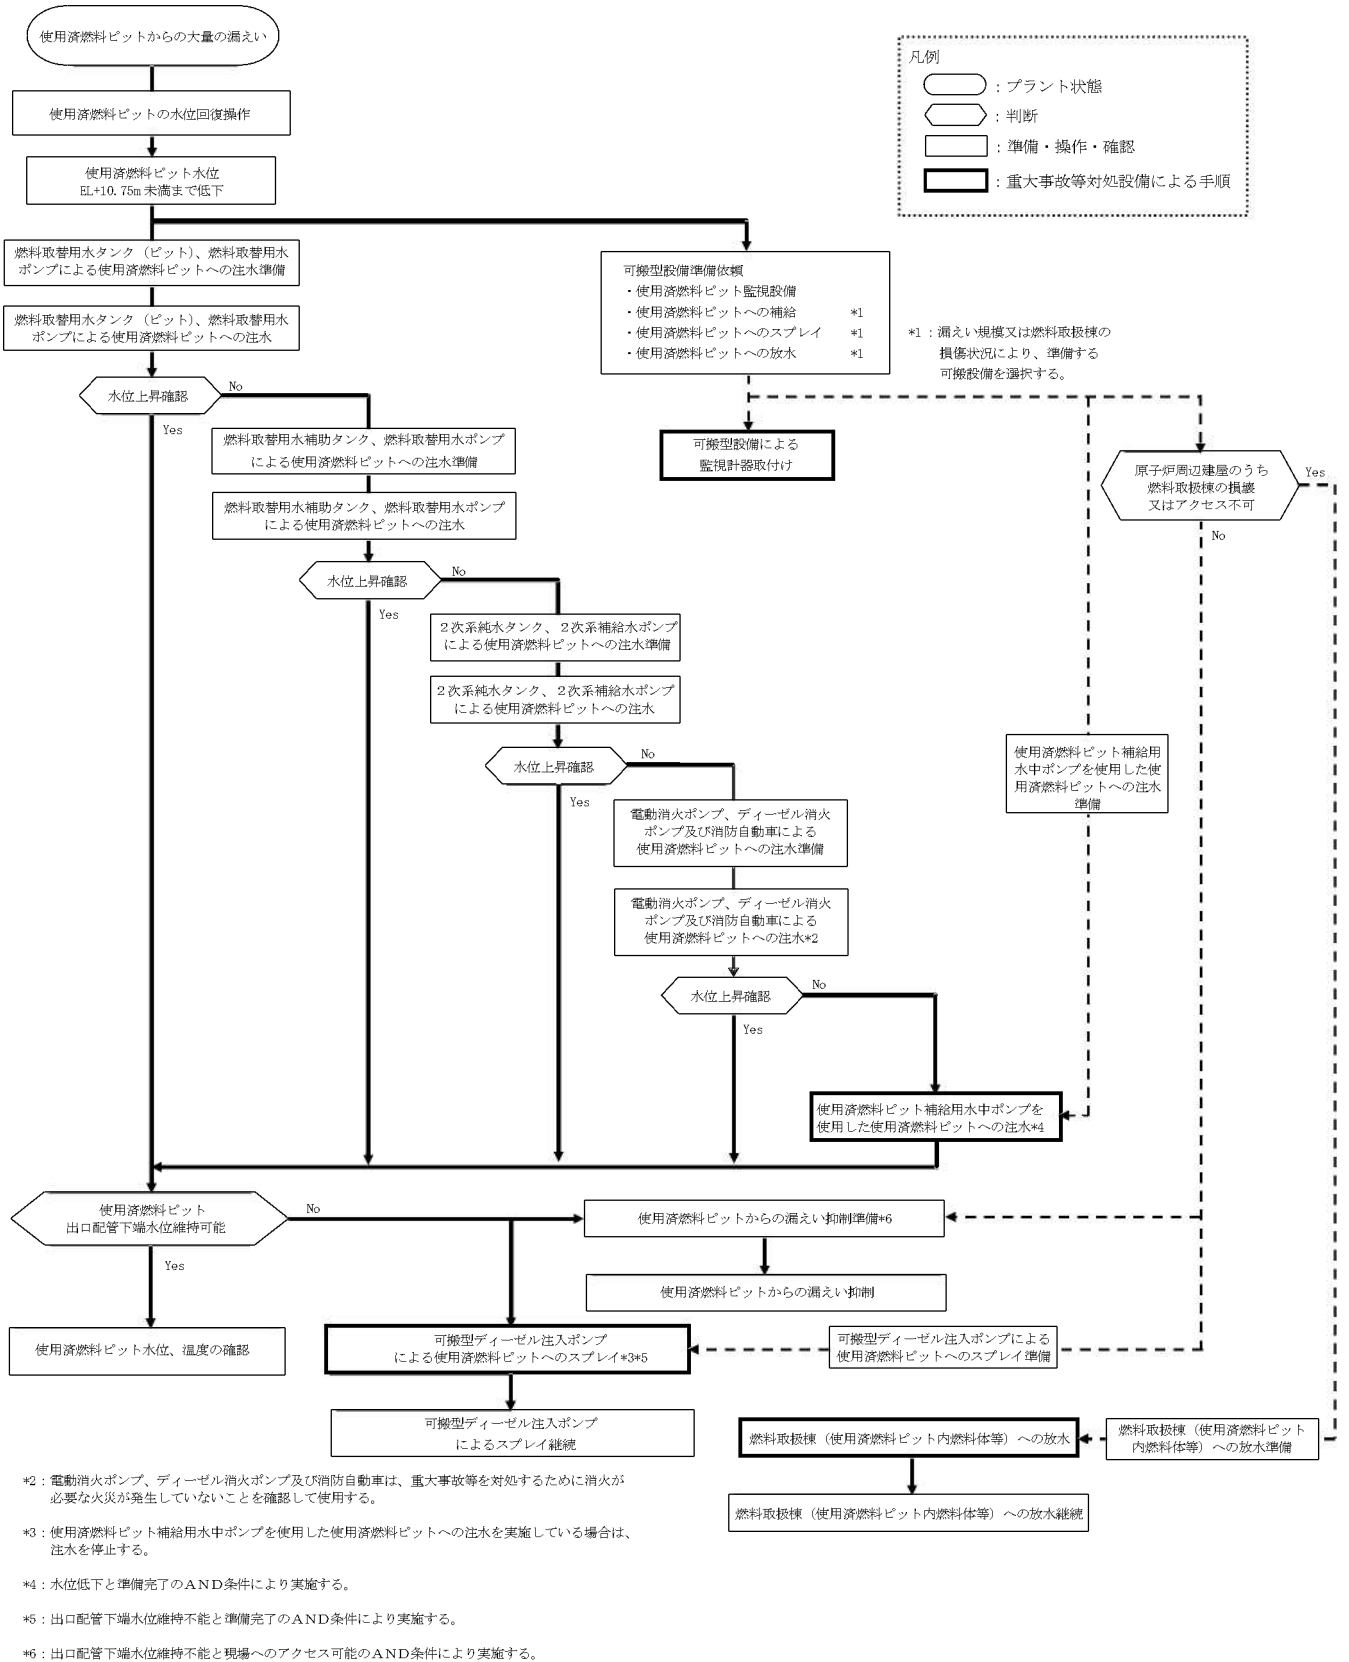 使用済燃料ピットからの大量の漏えい
使用済燃料ピットの水位回復操作
使用済燃料ピット水位
EL+10.75m未満まで低下
凡例
：プラント状態
：判断
：準備・操作・確認
：重大事故等対処設備による手順
燃料取替用水タンク（ピット）、燃料取替用水
ポンプによる使用済燃料ピットへの注水準備
燃料取替用水タンク（ピット）、燃料取替用水
ポンプによる使用済燃料ピットへの注水
可搬型設備準備依頼
・使用済燃料ピット監視設備
・使用済燃料ピットへの補給 *1
・使用済燃料ピットへのスプレイ *1
・使用済燃料ピットへの放水 *1
*1：漏えい規模又は燃料取扱棟の
損傷状況により、準備する
可搬設備を選択する。
水位上昇確認
No
Yes
燃料取替用水補助タンク、燃料取替用水ポンプ
による使用済燃料ピットへの注水準備
燃料取替用水補助タンク、燃料取替用水ポンプ
による使用済燃料ピットへの注水
可搬型設備による
監視計器取付け
原子炉周辺建屋のうち
燃料取扱棟の損壊
又はアクセス不可
Yes
No
水位上昇確認
No
Yes
２次系純水タンク、２次系補給水ポンプ
による使用済燃料ピットへの注水準備
２次系純水タンク、２次系補給水ポンプ
による使用済燃料ピットへの注水
水位上昇確認
No
Yes
使用済燃料ピット補給用
水中ポンプを使用した使
用済燃料ピットへの注水
準備
電動消火ポンプ、ディーゼル消火
ポンプ及び消防自動車による
使用済燃料ピットへの注水準備
電動消火ポンプ、ディーゼル消火
ポンプ及び消防自動車による
使用済燃料ピットへの注水*2
水位上昇確認
No
Yes
使用済燃料ピット補給用水中ポンプを
使用した使用済燃料ピットへの注水*4
使用済燃料ピット
出口配管下端水位維持可能
No
Yes
使用済燃料ピットからの漏えい抑制準備*6
使用済燃料ピットからの漏えい抑制
使用済燃料ピット水位、温度の確認
可搬型ディーゼル注入ポンプ
による使用済燃料ピットへのスプレイ*3*5
可搬型ディーゼル注入ポンプによる
使用済燃料ピットへのスプレイ準備
可搬型ディーゼル注入ポンプ
によるスプレイ継続
燃料取扱棟（使用済燃料ピット内燃料体等）への放水
燃料取扱棟（使用済燃料ピット
内燃料体等）への放水準備
燃料取扱棟（使用済燃料ピット内燃料体等）への放水継続
*2：電動消火ポンプ、ディーゼル消火ポンプ及び消防自動車は、重大事故等を対処するために消火が
必要な火災が発生していないことを確認して使用する。
*3：使用済燃料ピット補給用水中ポンプを使用した使用済燃料ピットへの注水を実施している場合は、
注水を停止する。
*4：水位低下と準備完了のＡＮＤ条件により実施する。
*5：出口配管下端水位維持不能と準備完了のＡＮＤ条件により実施する。
*6：出口配管下端水位維持不能と現場へのアクセス可能のＡＮＤ条件により実施する。